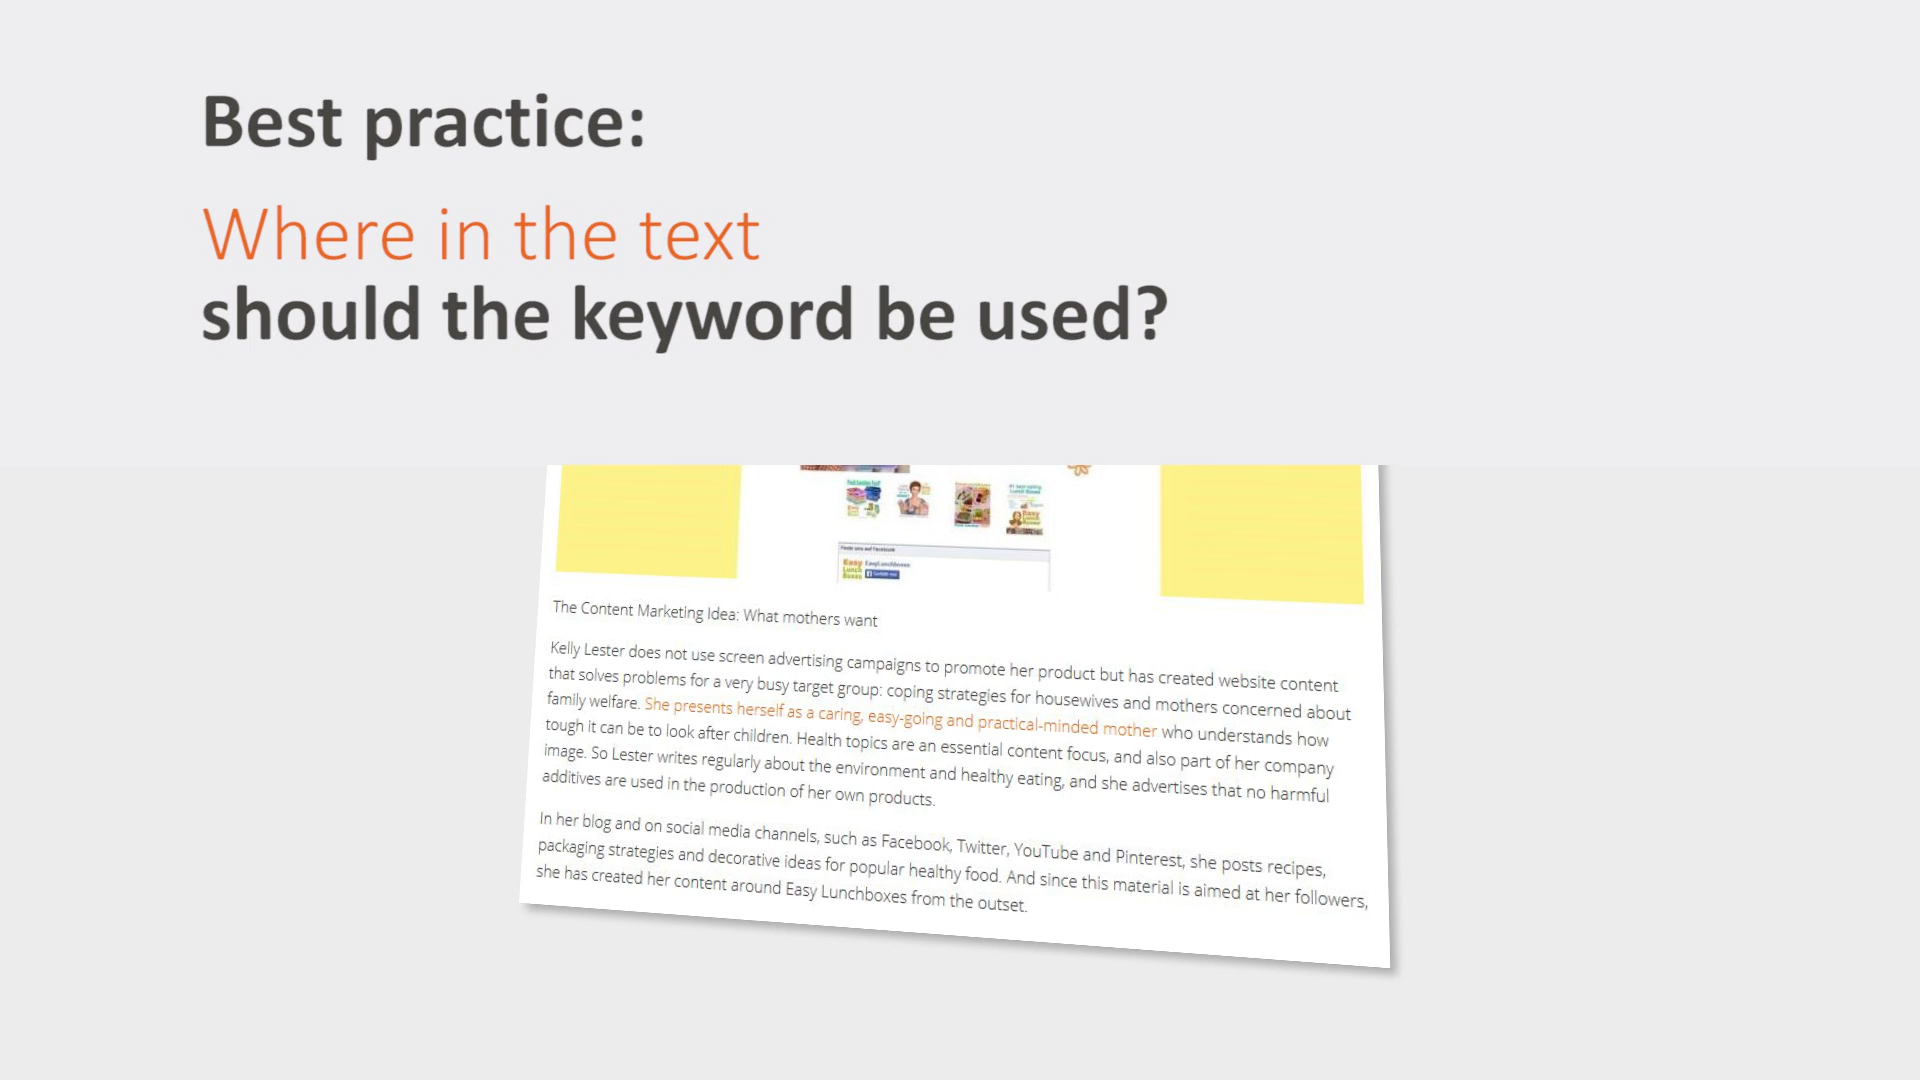 Best practice:
Where in the text
should the keyword be used?
Finde uns auf Facebook
Easy
Lunch
Boxes
EasyLunchboxes
The Content Marketing Idea: What mothers want
Kelly Lester does not use screen advertising campaigns to promote her product but has created website content
that solves problems for a very busy target group: coping strategies for housewives and mothers concerned about
family welfare. She presents herself as a caring, easy-going and practical-minded mother who understands how
tough it can be to look after children. Health topics are an essential content focus, and also part of her company
image. So Lester writes regularly about the environment and healthy eating, and she advertises that no harmful
additives are used in the production of her own products.
In her blog and on social media channels, such as Facebook, Twitter, YouTube and Pinterest, she posts recipes,
packaging strategies and decorative ideas for popular healthy food. And since this material is aimed at her followers,
she has created her content around Easy Lunchboxes from the outset.